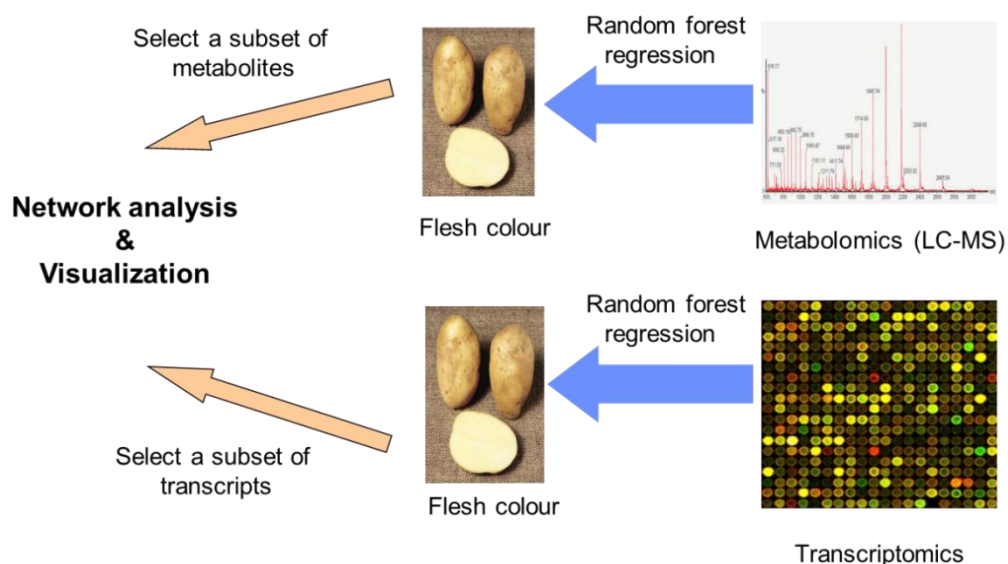 Select a subset of
metabolites
Random forest
regression
Network analysis
&
Visualization
Flesh colour
Metabolomics (LC-MS)
Random forest
regression
Select a subset of
transcripts
Flesh colour
Transcriptomics